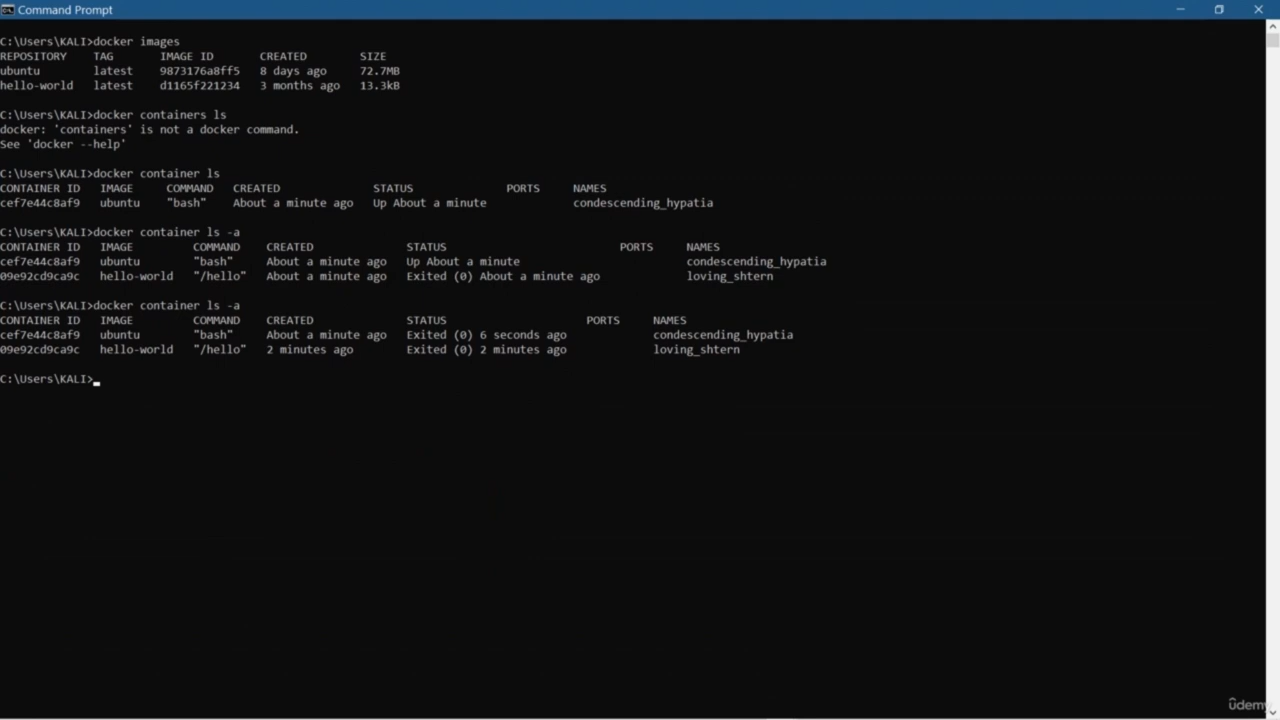 Command Prompt
C:\Users\KALI>docker images
REPOSITORY TAG IMAGE ID CREATED SIZE
ubuntu latest 9873176a8ff5 8 days ago 72.7MB
hello-world latest d1165f221234 3 months ago 13.3kB
C:\Users\KALI>docker containers ls
docker: 'containers' is not a docker command.
See 'docker --help'
C:\Users\KALI>docker container ls
CONTAINER ID IMAGE COMMAND CREATED STATUS PORTS NAMES
cef7e44c8af9 ubuntu "bash" About a minute ago Up About a minute condescending_hypatia
C:\Users\KALI>docker container ls -a
CONTAINER ID IMAGE COMMAND CREATED STATUS PORTS NAMES
cef7e44c8af9 ubuntu "bash" About a minute ago Up About a minute condescending_hypatia
09e92cd9ca9c hello-world "/hello" About a minute ago Exited (0) About a minute ago loving_shtern
C:\Users\KALI>docker container ls -a
CONTAINER ID IMAGE COMMAND CREATED STATUS PORTS NAMES
cef7e44c8af9 ubuntu "bash" About a minute ago Exited (0) 6 seconds ago condescending_hypatia
09e92cd9ca9c hello-world "/hello" 2 minutes ago Exited (0) 2 minutes ago loving_shtern
C:\Users\KALI>
ûdemy